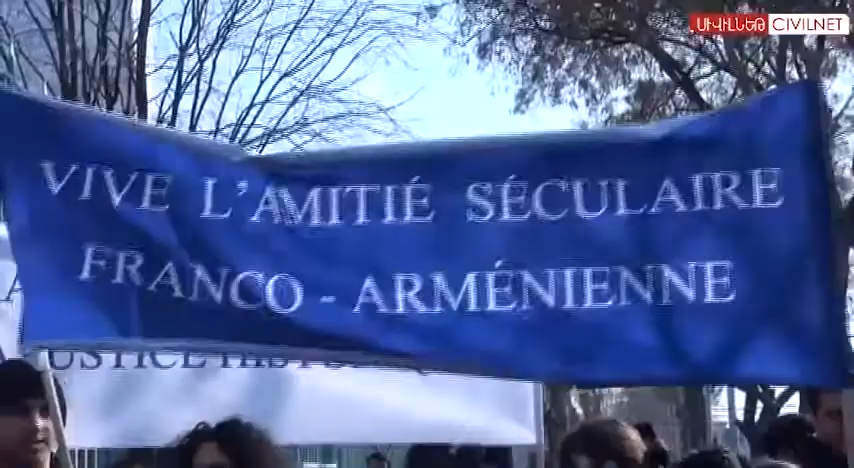 ՍԻՎԻԼՆԵԹ CIVILNET
VIVE L'AMITIÉ SÉCULAIRE
FRANCO - ARMÉNIENNE